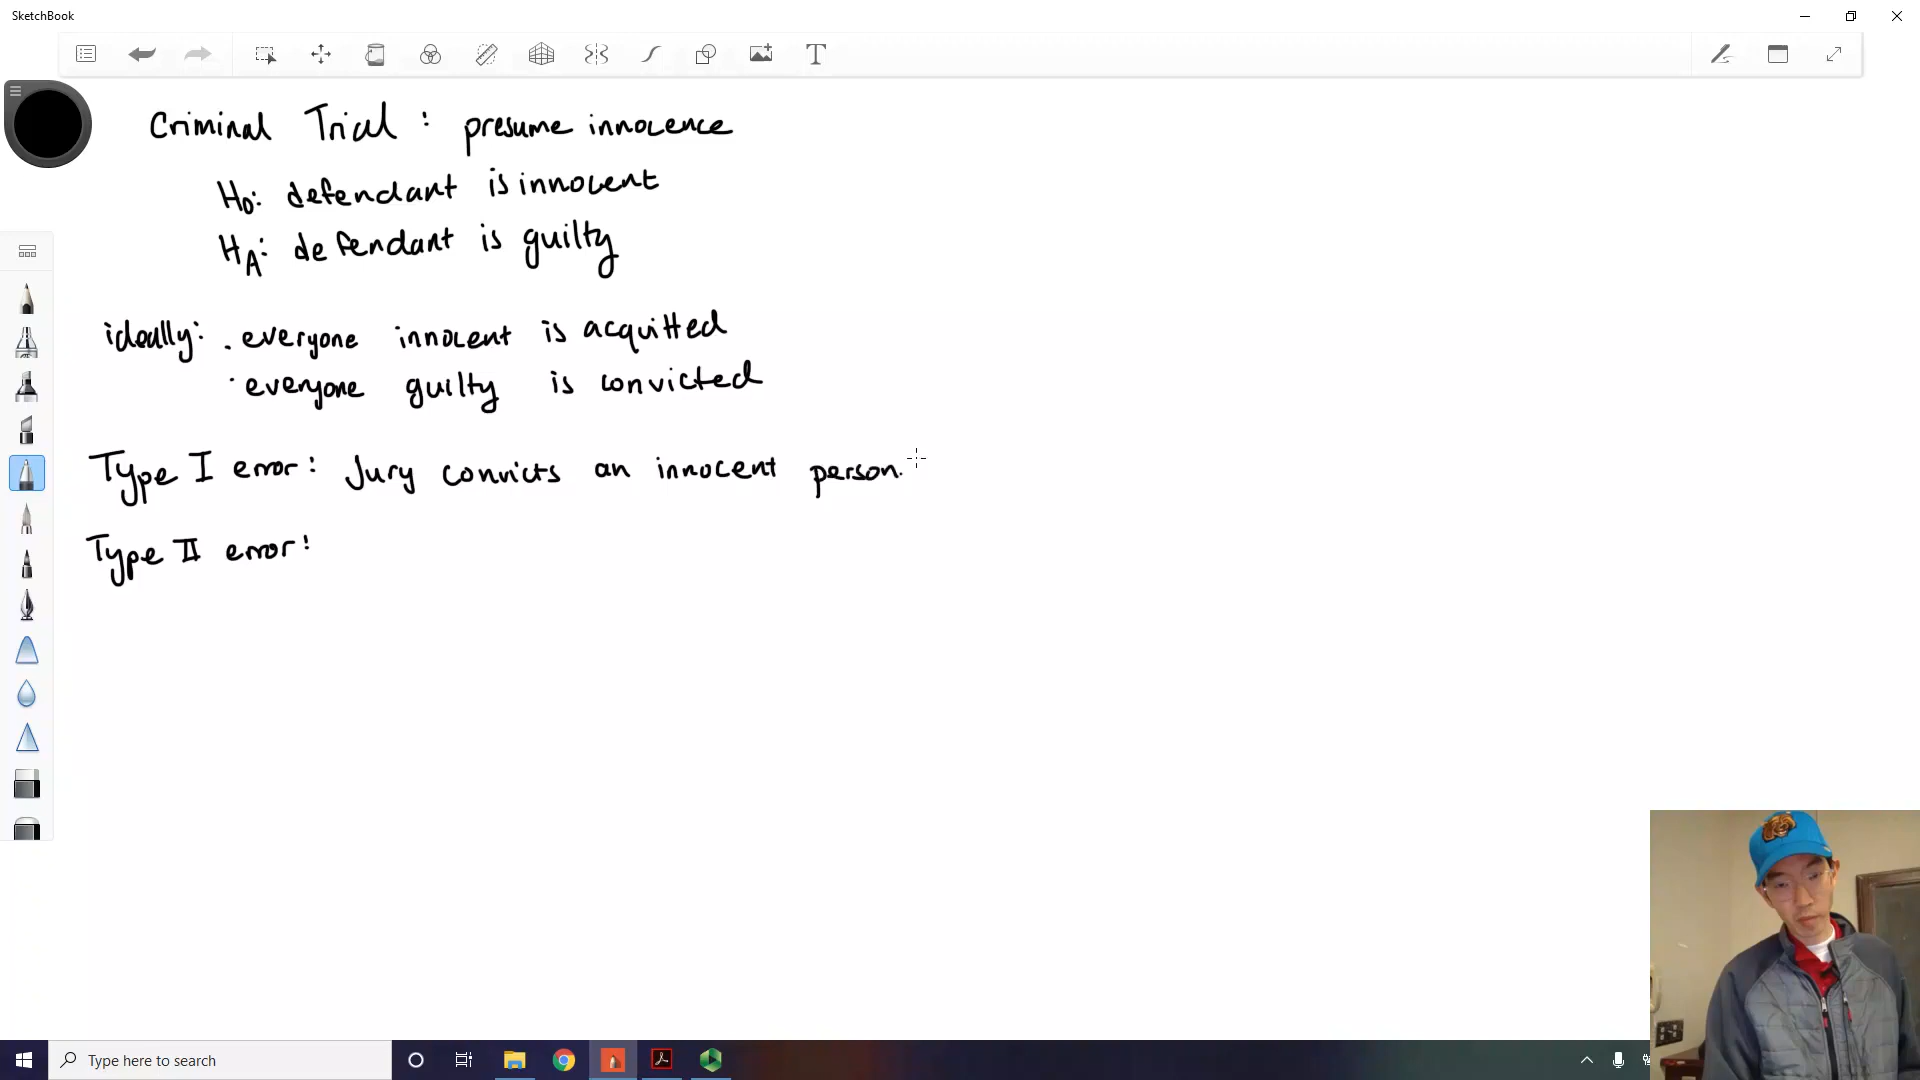 SketchBook
T
Criminal Trial : presume innocence
H0: defendant is innocent
HA: defendant is guilty
ideally: . everyone innocent is acquitted
· everyone guilty is convicted
Type I error: Jury convicts an innocent person.
Type II error:
Type here to search